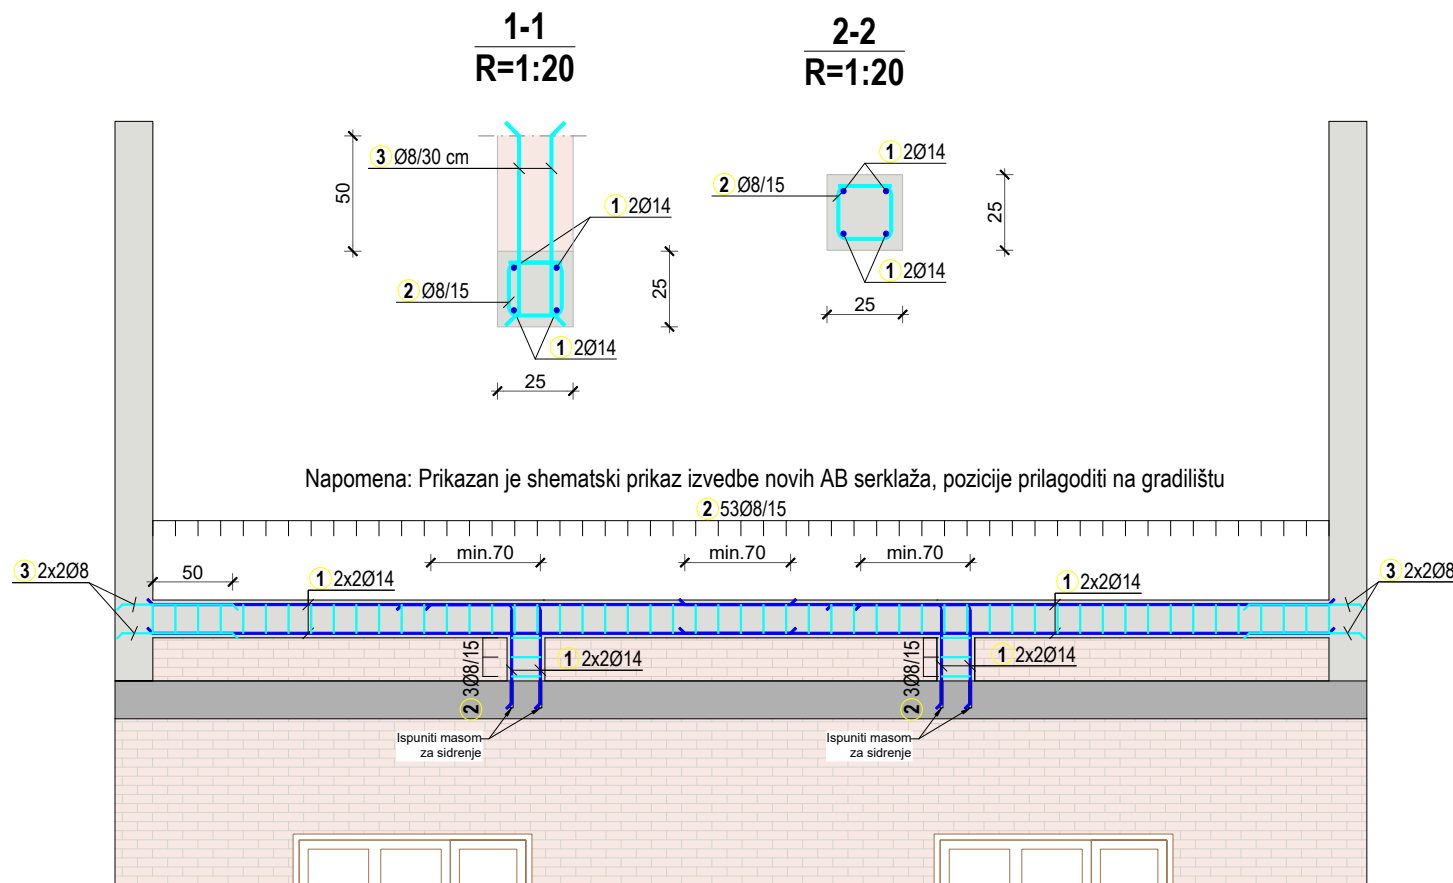 1-1
R=1:20
2-2
R=1:20
50
3 Ø8/30 cm
1 2Ø14
2 Ø8/15
25
1 2Ø14
25
1 2Ø14
2 Ø8/15
25
1 2Ø14
25
Napomena: Prikazan je shematski prikaz izvedbe novih AB serklaža, pozicije prilagoditi na gradilištu
2 53Ø8/15
min.70
min.70
min.70
3 2x2Ø8
50
1 2x2Ø14
1 2x2Ø14
3 2x2Ø8
2 3Ø8/15
1 2x2Ø14
2 3Ø8/15
1 2x2Ø14
Ispuniti masom
za sidrenje
Ispuniti masom
za sidrenje